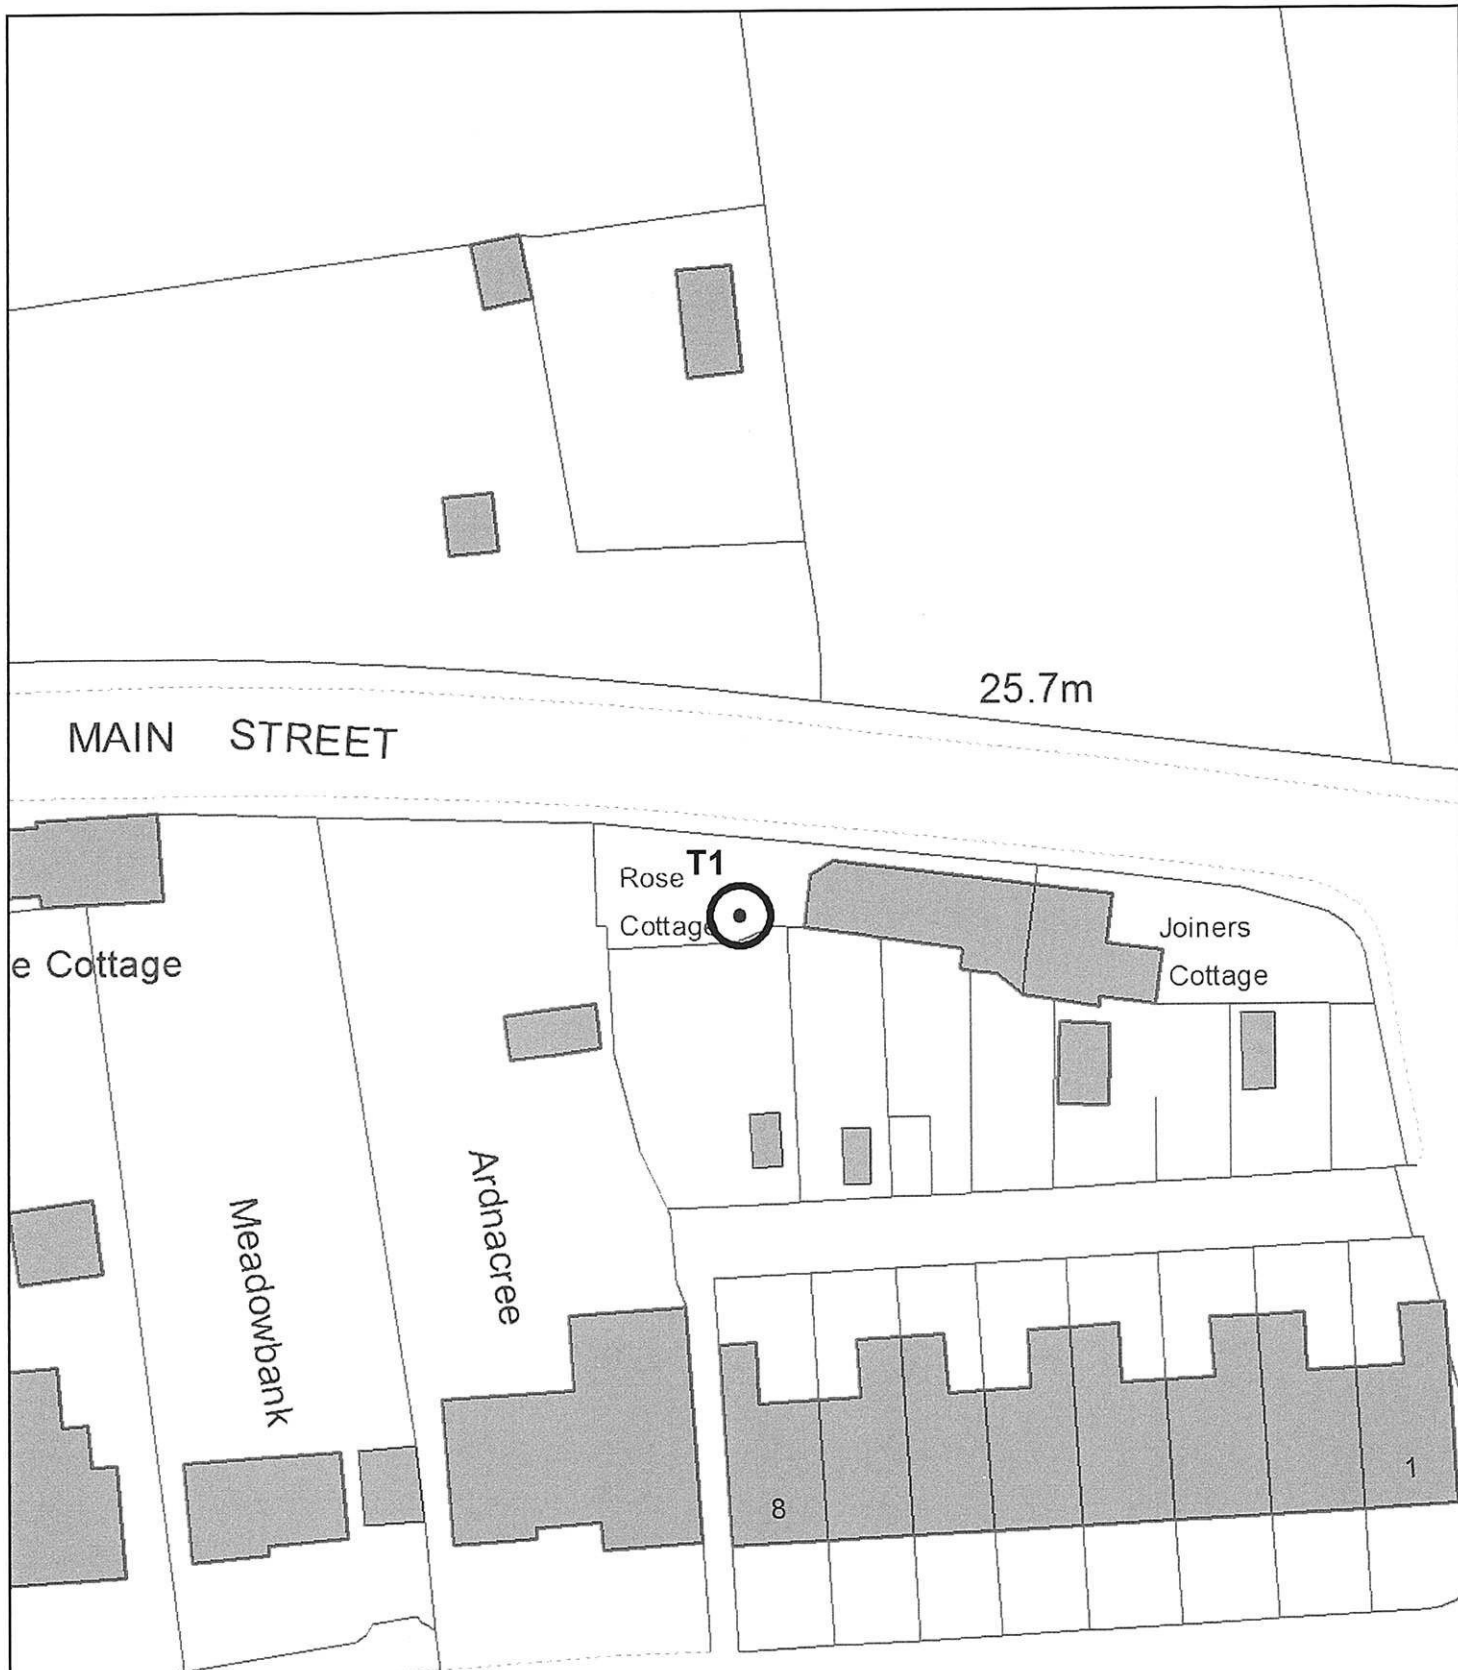 25.7m
MAIN STREET
T1
Rose
Cottage
Joiners
Cottage
e Cottage
Ardnacree
Meadowbank
1
8